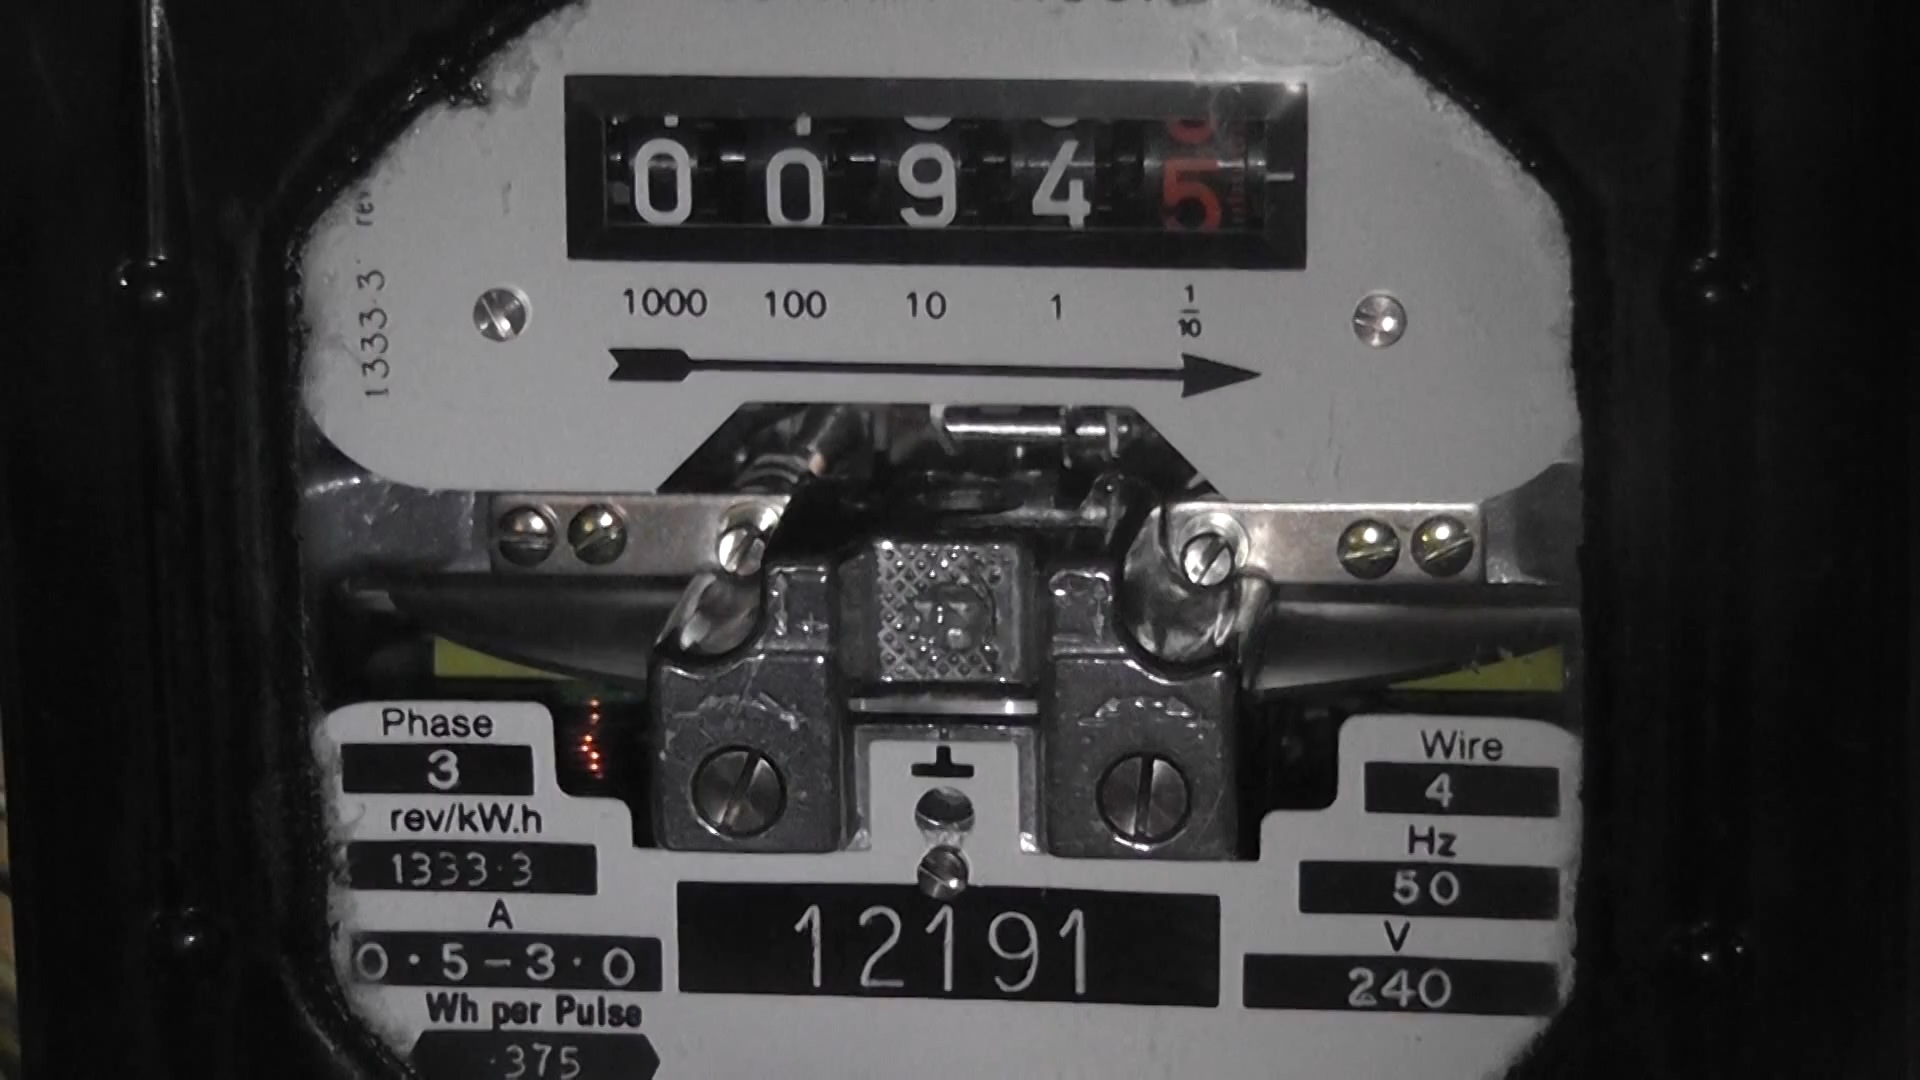 0 0 9 4 5
1000 100 10 1 1/10
1333·3 rev
Phase
3
rev/kW.h
1333·3
A
0·5-3·0
Wh per Pulse
·375
12191
Wire
4
Hz
50
V
240